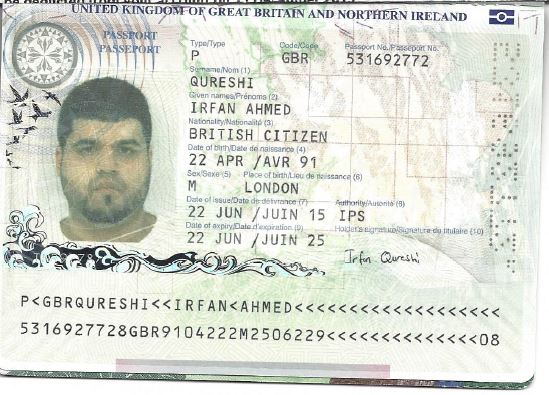 UNITED KINGDOM OF GREAT BRITAIN AND NORTHERN IRELAND
PASSPORT
PASSEPORT
Type/Type Code/Code Passport No./Passeport No.
P GBR 531692772
Surname/Nom (1)
QURESHI
Given names/Prénoms (2)
IRFAN AHMED
Nationality/Nationalité (3)
BRITISH CITIZEN
Date of birth/Date de naissance (4)
22 APR /AVR 91
Sex/Sexe (5) Place of birth/Lieu de naissance (6)
M LONDON
Date of issue/Date de délivrance (7) Authority/Autorité (8)
22 JUN /JUIN 15 IPS
Date of expiry/Date d'expiration (9) Holder's signature/Signature du titulaire (10)
22 JUN /JUIN 25
Irfan Qureshi
P<GBRQURESHI<<IRFAN<AHMED<<<<<<<<<<<<<<<<<<<
5316927728GBR9104222M2506229<<<<<<<<<<<<<<08